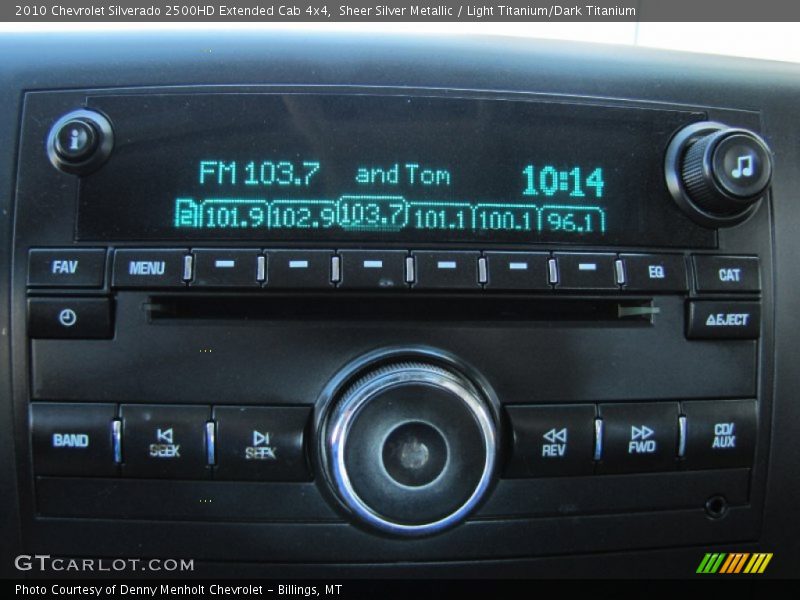 2010 Chevrolet Silverado 2500HD Extended Cab 4x4, Sheer Silver Metallic / Light Titanium/Dark Titanium
i
FM 103.7 and Tom 10:14
2 101.9 102.9 103.7 101.1 100.1 96.1
FAV MENU EQ CAT
EJECT
BAND SEEK SEEK REV FWD CD/
AUX
GTCARLOT.COM
Photo Courtesy of Denny Menholt Chevrolet – Billings, MT